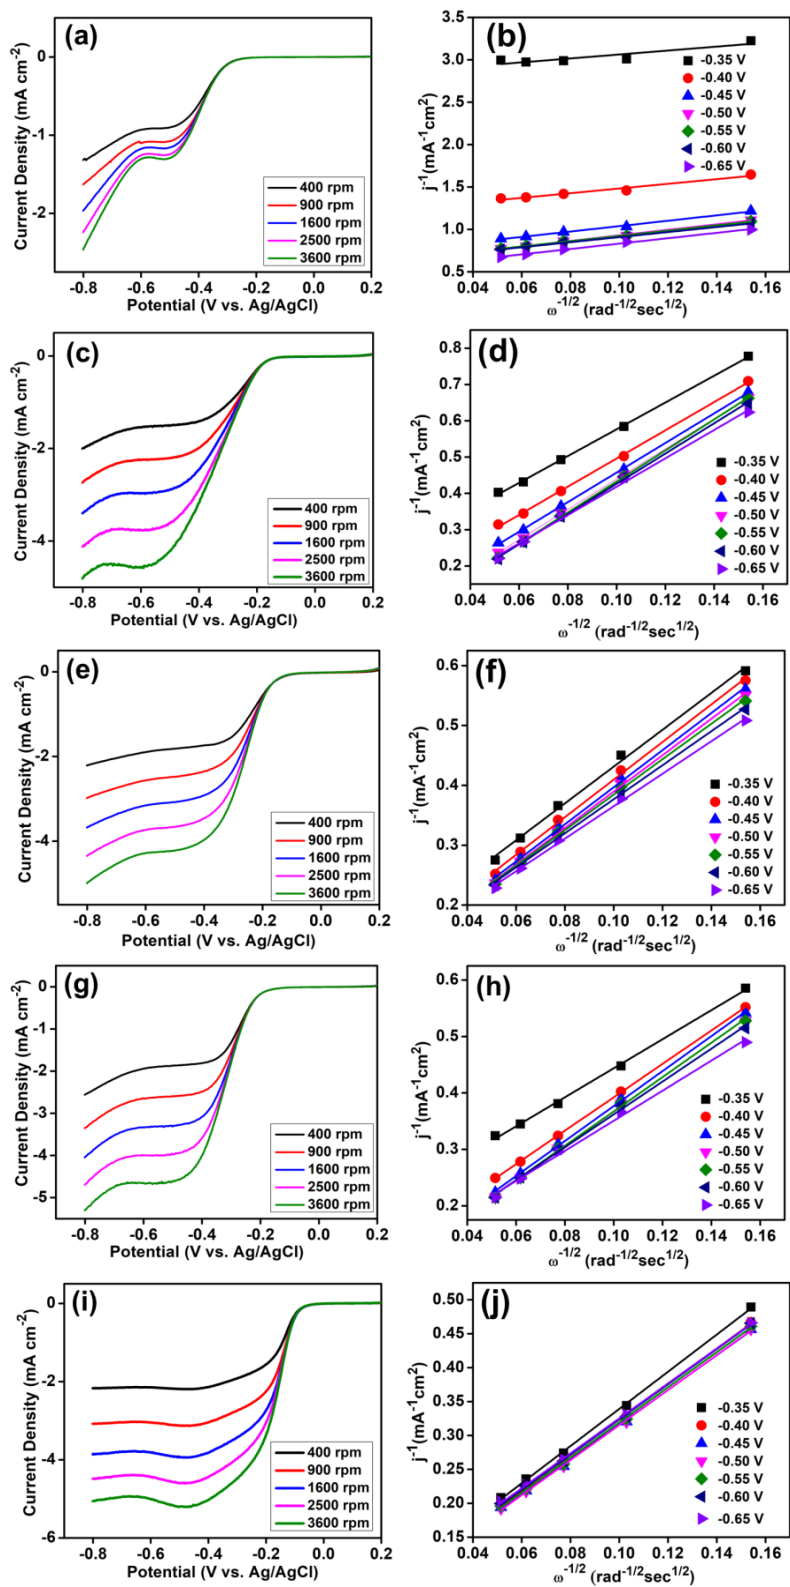 (a)
Current Density (mA cm-2)
0
-1
-2
400 rpm
900 rpm
1600 rpm
2500 rpm
3600 rpm
-0.8 -0.6 -0.4 -0.2 0.0 0.2
Potential (V vs. Ag/AgCl)
(b)
j-1(mA-1cm2)
3.5
3.0
2.5
2.0
1.5
1.0
0.5
-0.35 V
-0.40 V
-0.45 V
-0.50 V
-0.55 V
-0.60 V
-0.65 V
0.04 0.06 0.08 0.10 0.12 0.14 0.16
ω-1/2 (rad-1/2sec1/2)
(c)
Current Density (mA cm-2)
0
-2
-4
400 rpm
900 rpm
1600 rpm
2500 rpm
3600 rpm
-0.8 -0.6 -0.4 -0.2 0.0 0.2
Potential (V vs. Ag/AgCl)
(d)
j-1(mA-1cm2)
0.8
0.7
0.6
0.5
0.4
0.3
0.2
-0.35 V
-0.40 V
-0.45 V
-0.50 V
-0.55 V
-0.60 V
-0.65 V
0.04 0.06 0.08 0.10 0.12 0.14 0.16
ω-1/2 (rad-1/2sec1/2)
(e)
Current Density (mA cm-2)
0
-2
-4
400 rpm
900 rpm
1600 rpm
2500 rpm
3600 rpm
-0.8 -0.6 -0.4 -0.2 0.0 0.2
Potential (V vs. Ag/AgCl)
(f)
j-1(mA-1cm2)
0.6
0.5
0.4
0.3
0.2
-0.35 V
-0.40 V
-0.45 V
-0.50 V
-0.55 V
-0.60 V
-0.65 V
0.04 0.06 0.08 0.10 0.12 0.14 0.16
ω-1/2 (rad-1/2sec1/2)
(g)
Current Density (mA cm-2)
0
-1
-2
-3
-4
-5
400 rpm
900 rpm
1600 rpm
2500 rpm
3600 rpm
-0.8 -0.6 -0.4 -0.2 0.0 0.2
Potential (V vs. Ag/AgCl)
(h)
j-1(mA-1cm2)
0.6
0.5
0.4
0.3
0.2
-0.35 V
-0.40 V
-0.45 V
-0.50 V
-0.55 V
-0.60 V
-0.65 V
0.04 0.06 0.08 0.10 0.12 0.14 0.16
ω-1/2 (rad-1/2sec1/2)
(i)
Currrent Density (mA cm-2)
0
-2
-4
-6
400 rpm
900 rpm
1600 rpm
2500 rpm
3600 rpm
-0.8 -0.6 -0.4 -0.2 0.0 0.2
Potential (V vs. Ag/AgCl)
(j)
j-1(mA-1cm2)
0.50
0.45
0.40
0.35
0.30
0.25
0.20
0.15
-0.35 V
-0.40 V
-0.45 V
-0.50 V
-0.55 V
-0.60 V
-0.65 V
0.04 0.06 0.08 0.10 0.12 0.14 0.16
ω-1/2 (rad-1/2sec1/2)